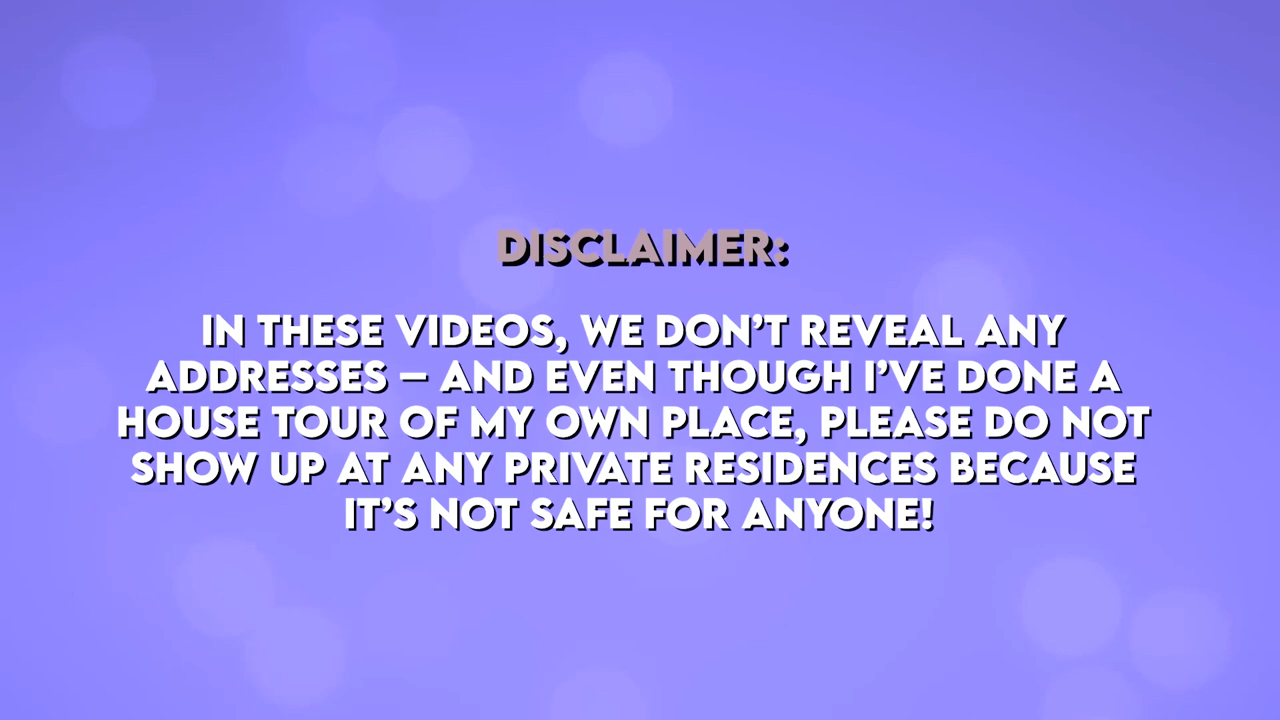 DISCLAIMER:
IN THESE VIDEOS, WE DON'T REVEAL ANY
ADDRESSES – AND EVEN THOUGH I'VE DONE A
HOUSE TOUR OF MY OWN PLACE, PLEASE DO NOT
SHOW UP AT ANY PRIVATE RESIDENCES BECAUSE
IT'S NOT SAFE FOR ANYONE!